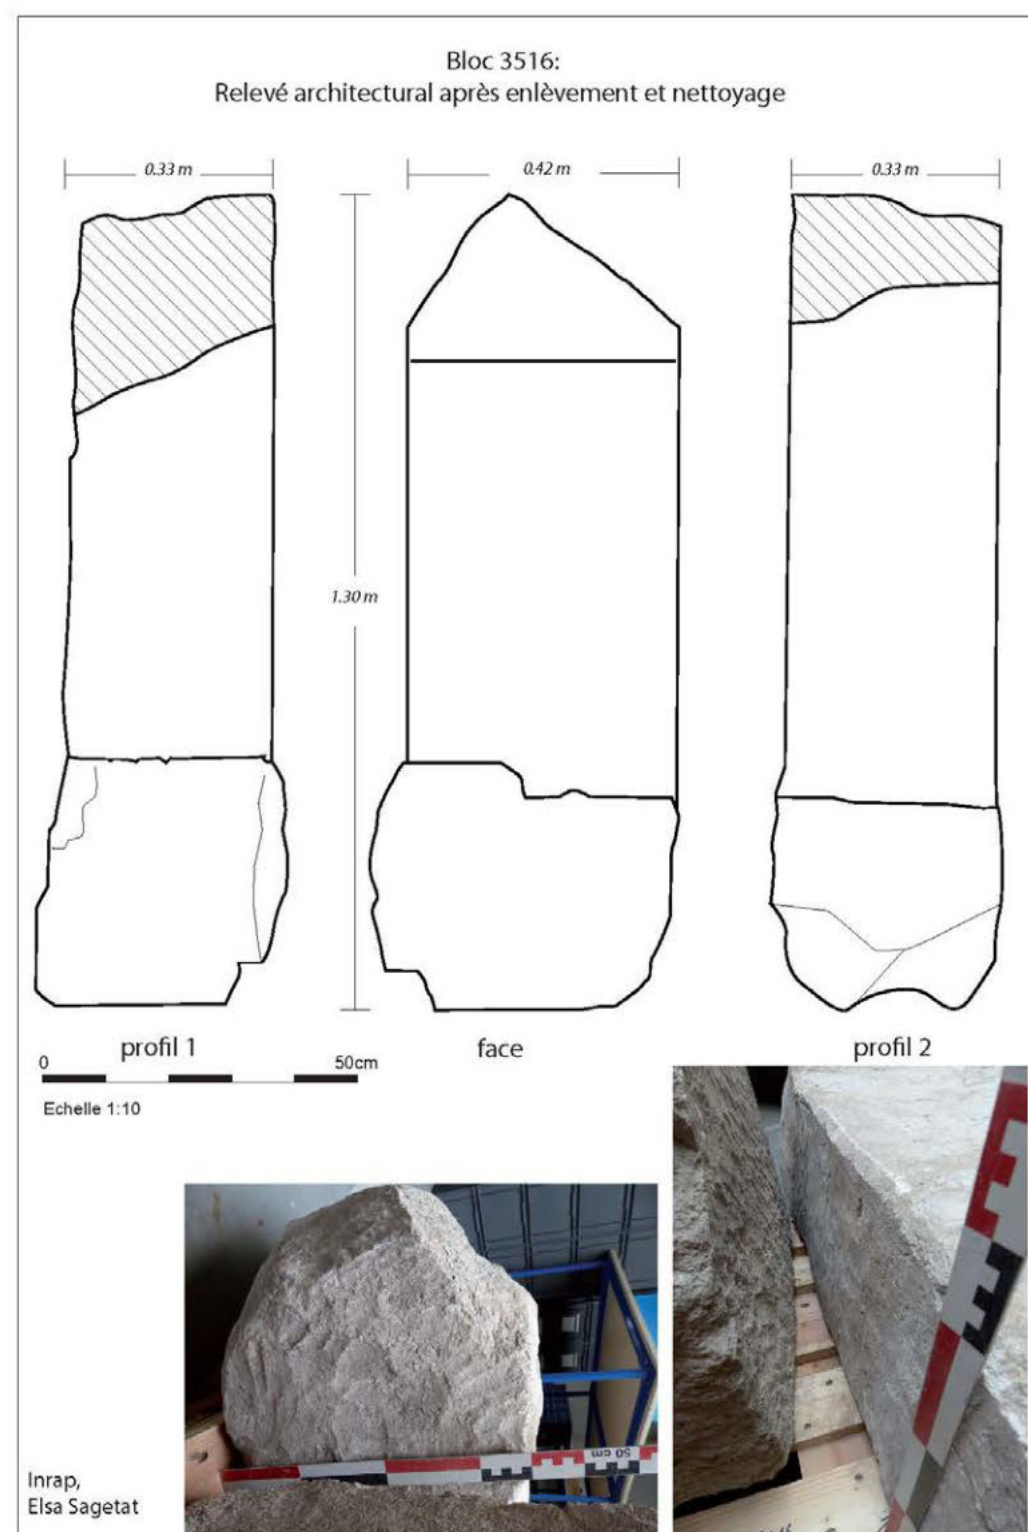 Bloc 3516:
Relevé architectural après enlèvement et nettoyage
0.33 m
0.42 m
0.33 m
1.30 m
profil 1
face
profil 2
0
50cm
Echelle 1:10
50 cm
Inrap,
Elsa Sagetat